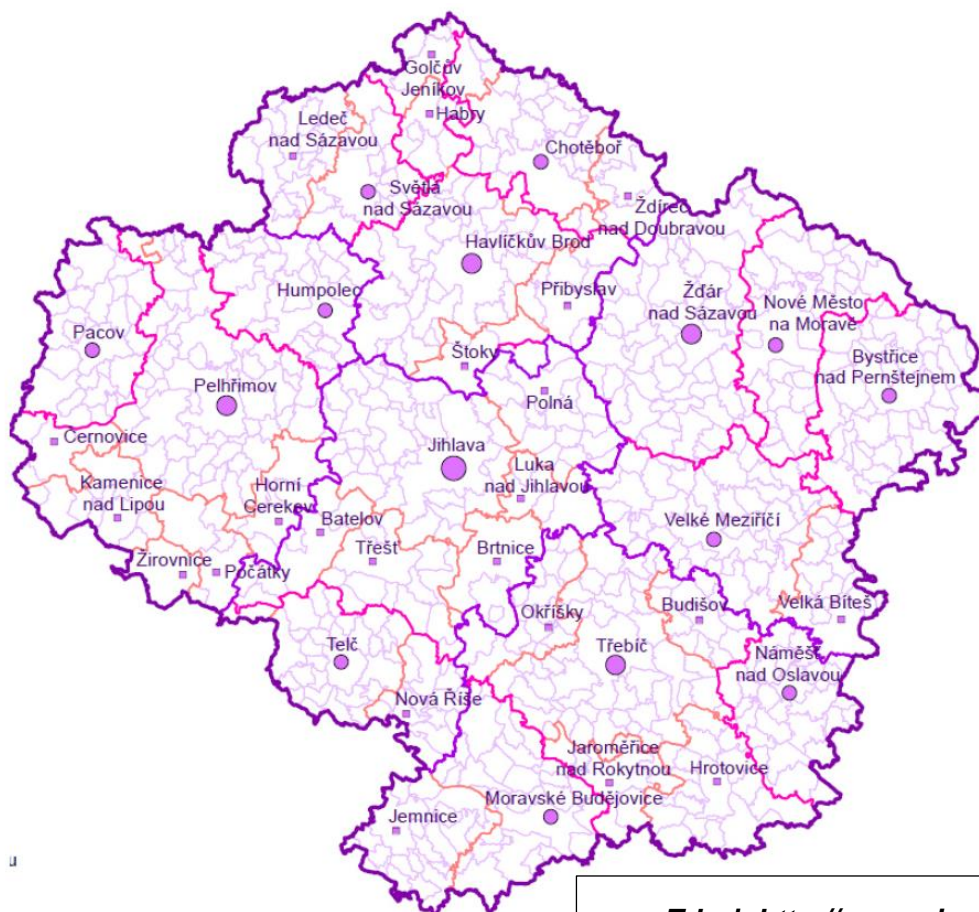 Golčův
Jeníkov
Habry
Ledeč
nad Sázavou
Chotěboř
Světlá
nad Sázavou
Ždírec
nad Doubravou
Havlíčkův Brod
Humpolec
Přibyslav
Žďár
nad Sázavou
Nové Město
na Moravě
Pacov
Štoky
Bystřice
nad Pernštejnem
Pelhřimov
Polná
Černovice
Jihlava
Luka
nad Jihlavou
Kamenice
nad Lipou
Horní
Cerekev
Batelov
Velké Meziříčí
Třešť
Brtnice
Žirovnice
Počátky
Okříšky
Budišov
Velká Bíteš
Telč
Třebíč
Náměšť
nad Oslavou
Nová Říše
Jaroměřice
nad Rokytnou
Hrotovice
Moravské Budějovice
Jemnice
u